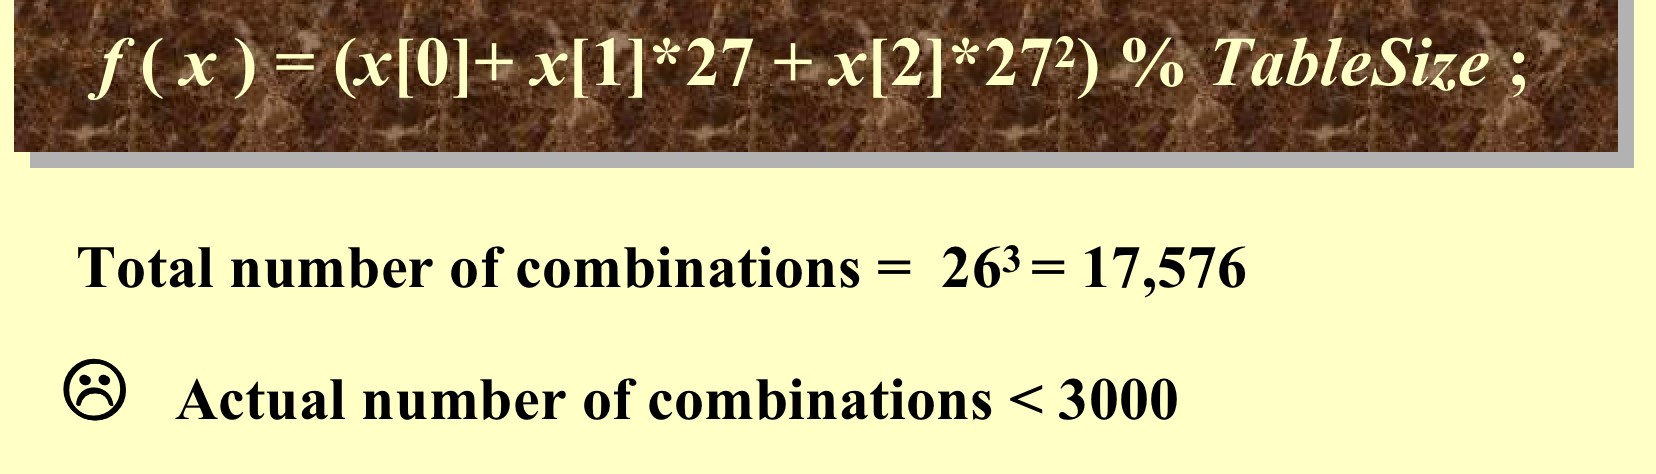 f ( x ) = (x[0]+ x[1]*27 + x[2]*27²) % TableSize ;
Total number of combinations = 26³ = 17,576
☹ Actual number of combinations < 3000